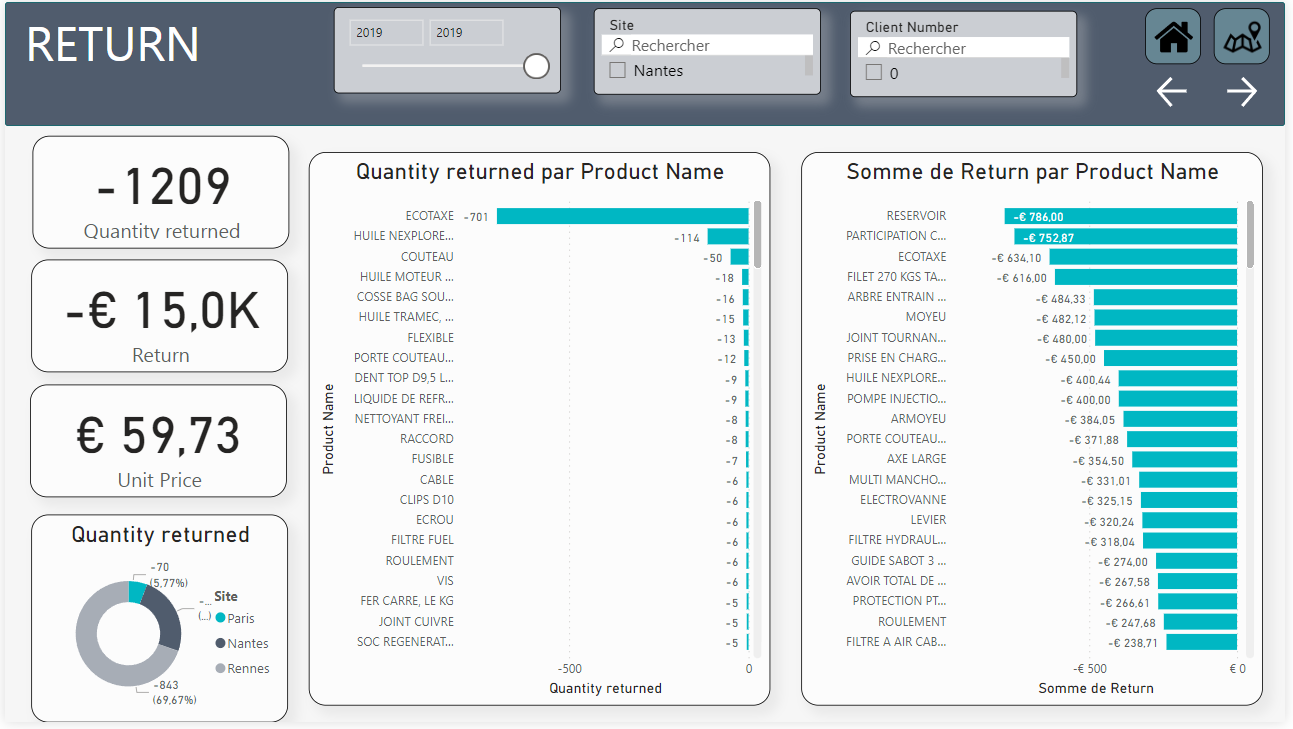 RETURN
2019 2019
Site
Rechercher
Nantes
Client Number
Rechercher
0
-1209
Quantity returned
-€ 15,0K
Return
€ 59,73
Unit Price
Quantity returned
-70
(5,77%)
-...
(...)
-843
(69,67%)
Site
Paris
Nantes
Rennes
Quantity returned par Product Name
Product Name
ECOTAXE -701
HUILE NEXPLORE... -114
COUTEAU -50
HUILE MOTEUR ... -18
COSSE BAG SOU... -16
HUILE TRAMEC, ... -15
FLEXIBLE -13
PORTE COUTEAU... -12
DENT TOP D9,5 L... -9
LIQUIDE DE REFR... -9
NETTOYANT FREI... -8
RACCORD -8
FUSIBLE -7
CABLE -6
CLIPS D10 -6
ECROU -6
FILTRE FUEL -6
ROULEMENT -6
VIS -6
FER CARRE, LE KG -5
JOINT CUIVRE -5
SOC REGENERAT... -5
-500 0
Quantity returned
Somme de Return par Product Name
Product Name
RESERVOIR -€ 786,00
PARTICIPATION C... -€ 752,87
ECOTAXE -€ 634,10
FILET 270 KGS TA... -€ 616,00
ARBRE ENTRAIN ... -€ 484,33
MOYEU -€ 482,12
JOINT TOURNAN... -€ 480,00
PRISE EN CHARG... -€ 450,00
HUILE NEXPLORE... -€ 400,44
POMPE INJECTIO... -€ 400,00
ARMOYEU -€ 384,05
PORTE COUTEAU... -€ 371,88
AXE LARGE -€ 354,50
MULTI MANCHO... -€ 331,01
ELECTROVANNE -€ 325,15
LEVIER -€ 320,24
FILTRE HYDRAUL... -€ 318,04
GUIDE SABOT 3 ... -€ 274,00
AVOIR TOTAL DE ... -€ 267,58
PROTECTION PT... -€ 266,61
ROULEMENT -€ 247,68
FILTRE A AIR CAB... -€ 238,71
-€ 500 € 0
Somme de Return